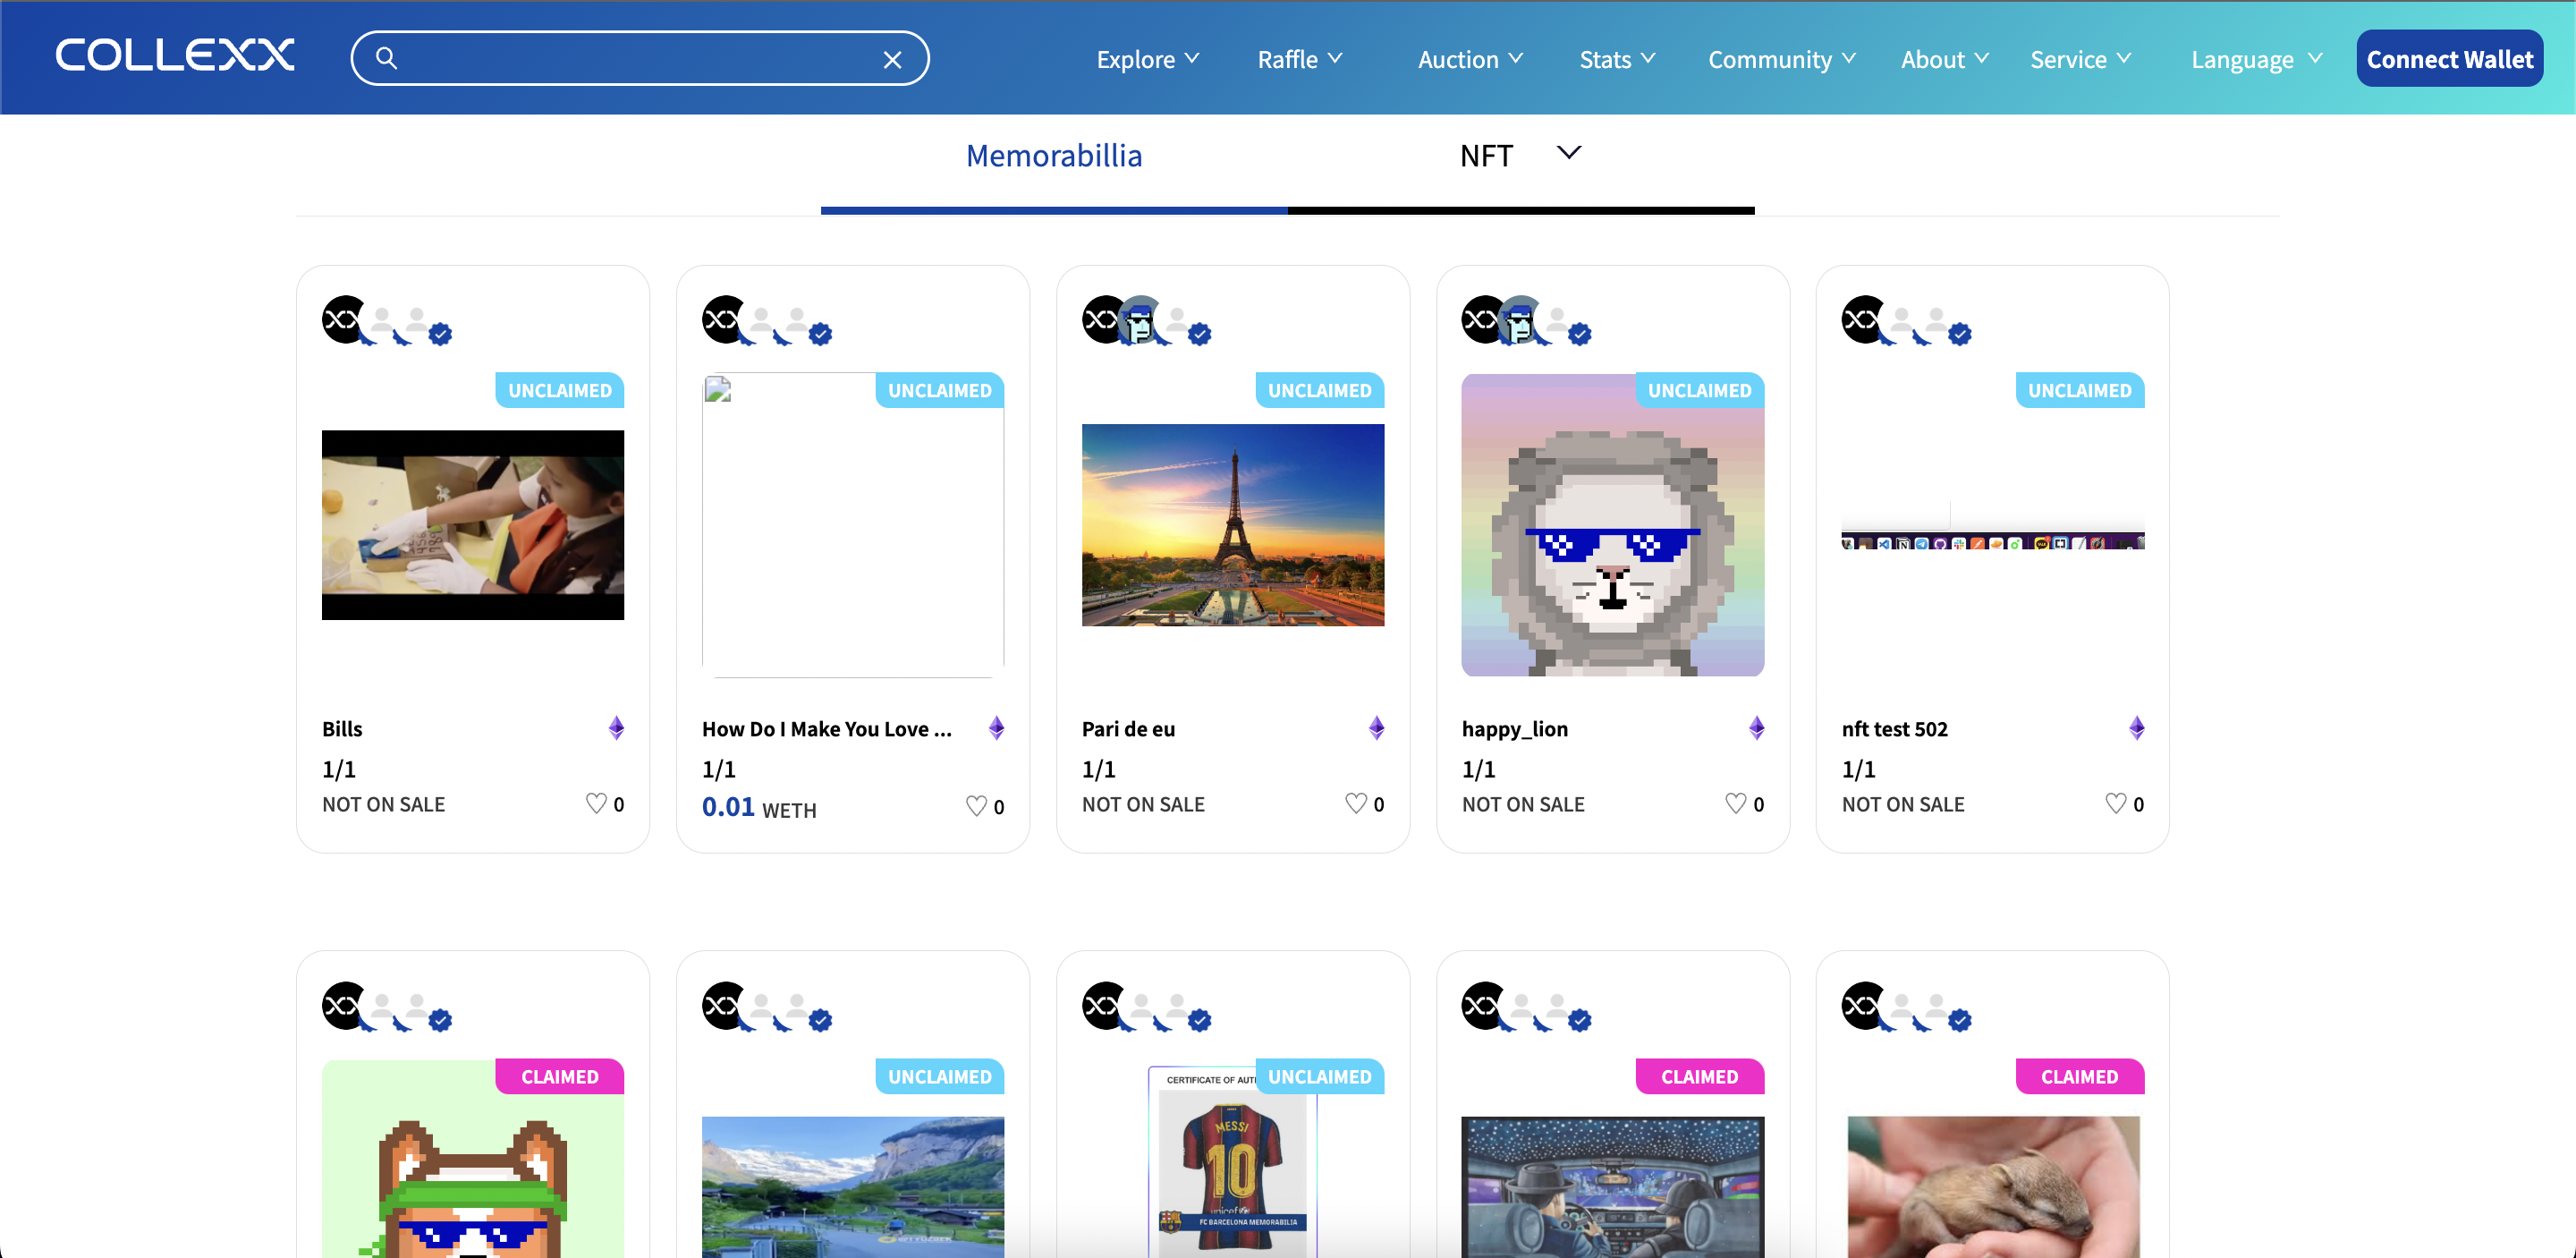 COLLEXX
Explore
Raffle
Auction
Stats
Community
About
Service
Language
Connect Wallet
Memorabillia
NFT
UNCLAIMED
UNCLAIMED
UNCLAIMED
UNCLAIMED
UNCLAIMED
Bills
How Do I Make You Love ...
Pari de eu
happy_lion
nft test 502
1/1
1/1
1/1
1/1
1/1
NOT ON SALE
0
0.01 WETH
0
NOT ON SALE
0
NOT ON SALE
0
NOT ON SALE
0
CLAIMED
UNCLAIMED
UNCLAIMED
CLAIMED
CLAIMED
CERTIFICATE OF AUT
MESSI
10
unicef
FC BARCELONA MEMORABILIA